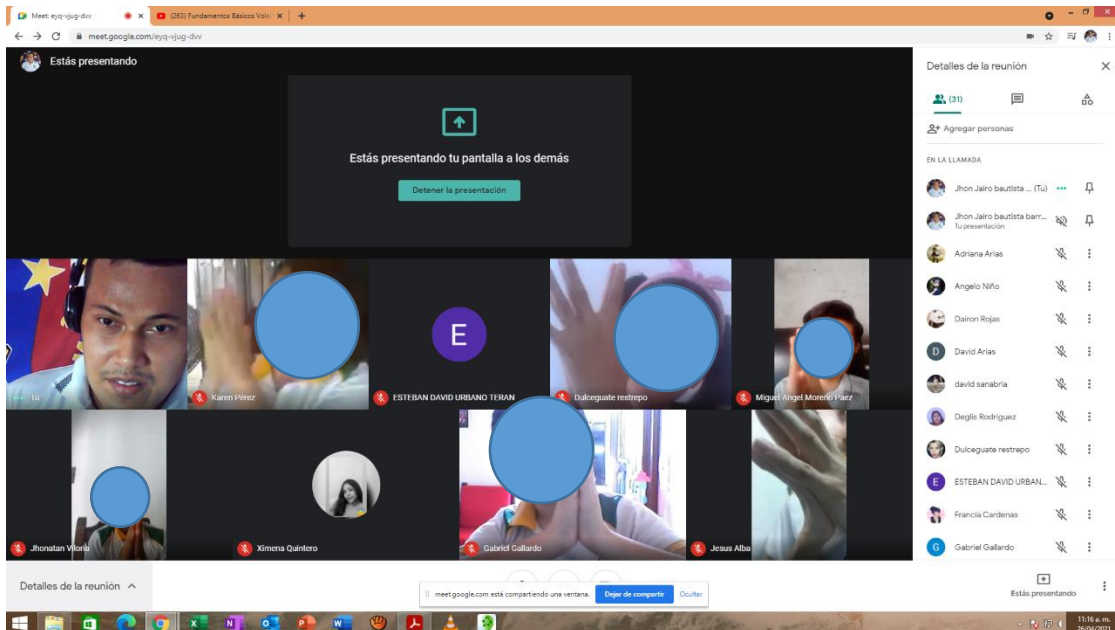 Meet: eyq-vjug-dvv
(263) Fundamentos Básicos Vole
meet.google.com/eyq-vjug-dvv
Estás presentando
Estás presentando tu pantalla a los demás
Detener la presentación
Tú
Karen Pérez
E
ESTEBAN DAVID URBANO TERAN
Dulceguate restrepo
Miguel Angel Moreno Paez
Jhonatan Viloria
Ximena Quintero
Gabriel Gallardo
Jesus Alba
Detalles de la reunión
(31)
Agregar personas
EN LA LLAMADA
Jhon Jairo bautista ... (Tú)
Jhon Jairo bautista barr...
Tu presentación
Adriana Arias
Angelo Niño
Dairon Rojas
D
David Arias
david sanabria
Deglis Rodriguez
Dulceguate restrepo
E
ESTEBAN DAVID URBAN...
Francia Cardenas
G
Gabriel Gallardo
Detalles de la reunión
meet.google.com está compartiendo una ventana.
Dejar de compartir
Ocultar
Estás presentando
11:16 a. m.
26/04/2021